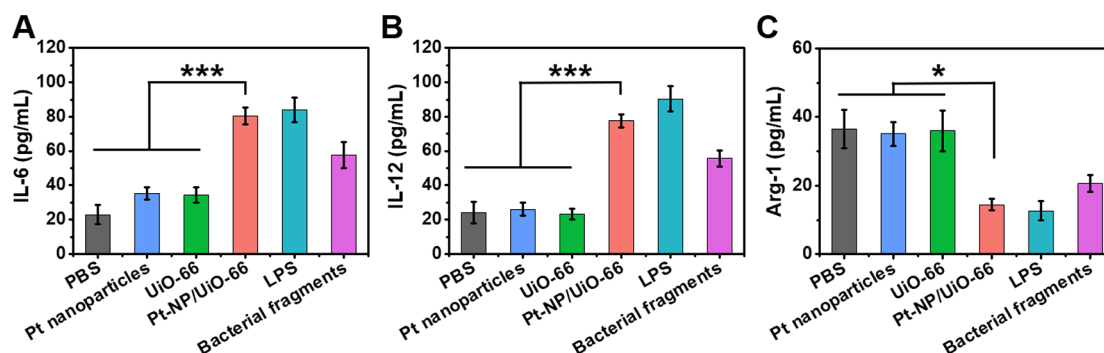 A
IL-6 (pg/mL)
120
100
80
60
40
20
0
***
PBS
Pt nanoparticles
UiO-66
Pt-NP/UiO-66
LPS
Bacterial fragments
B
IL-12 (pg/mL)
120
100
80
60
40
20
0
***
PBS
Pt nanoparticles
UiO-66
Pt-NP/UiO-66
LPS
Bacterial fragments
C
Arg-1 (pg/mL)
60
40
20
0
*
PBS
Pt nanoparticles
UiO-66
Pt-NP/UiO-66
LPS
Bacterial fragments